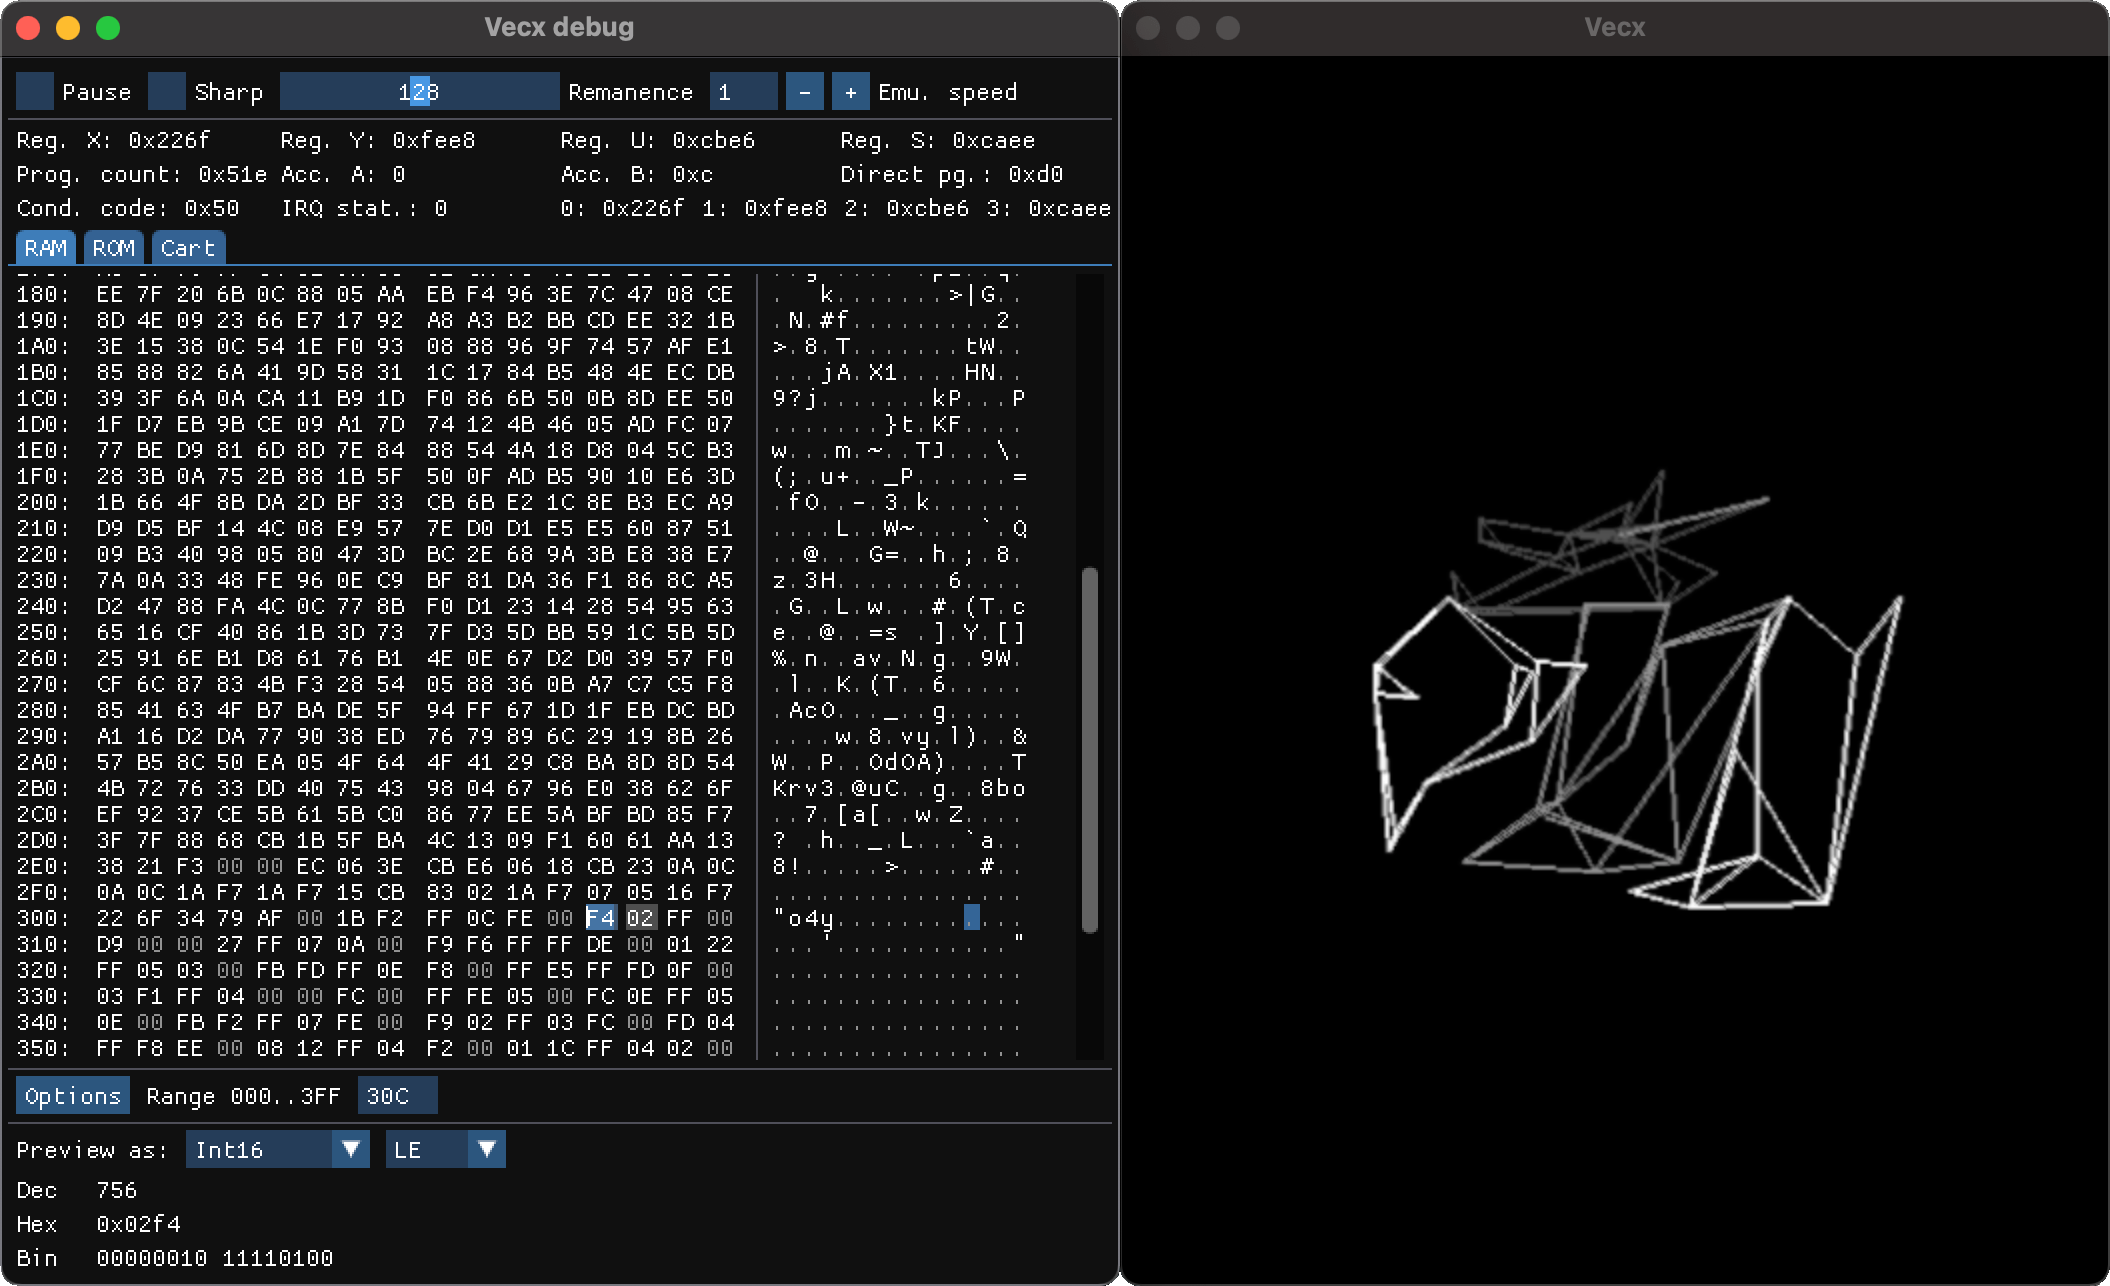 Vecx debug
Vecx
Pause Sharp 128 Remanence 1 - + Emu. speed
Reg. X: 0x226f Reg. Y: 0xfee8 Reg. U: 0xcbe6 Reg. S: 0xcaee
Prog. count: 0x51e Acc. A: 0 Acc. B: 0xc Direct pg.: 0xd0
Cond. code: 0x50 IRQ stat.: 0 0: 0x226f 1: 0xfee8 2: 0xcbe6 3: 0xcaee
RAM ROM Cart
180: EE 7F 20 6B 0C 88 05 AA EB F4 96 3E 7C 47 08 CE . k.......>|G..
190: 8D 4E 09 23 66 E7 17 92 A8 A3 B2 BB CD EE 32 1B .N.#f.........2.
1A0: 3E 15 38 0C 54 1E F0 93 08 88 96 9F 74 57 AF E1 >.8.T.......tW..
1B0: 85 88 82 6A 41 9D 58 31 1C 17 84 B5 48 4E EC DB ...jA.X1....HN..
1C0: 39 3F 6A 0A CA 11 B9 1D F0 86 6B 50 0B 8D EE 50 9?j.......kP...P
1D0: 1F D7 EB 9B CE 09 A1 7D 74 12 4B 46 05 AD FC 07 .......}t.KF....
1E0: 77 BE D9 81 6D 8D 7E 84 88 54 4A 18 D8 04 5C B3 w...m.~..TJ...\.
1F0: 28 3B 0A 75 2B 88 1B 5F 50 0F AD B5 90 10 E6 3D (;.u+.._P......=
200: 1B 66 4F 8B DA 2D BF 33 CB 6B E2 1C 8E B3 EC A9 .fO..-.3.k......
210: D9 D5 BF 14 4C 08 E9 57 7E D0 D1 E5 E5 60 87 51 ....L..W~....`.Q
220: 09 B3 40 98 05 80 47 3D BC 2E 68 9A 3B E8 38 E7 ..@...G=..h.;.8.
230: 7A 0A 33 48 FE 96 0E C9 BF 81 DA 36 F1 86 8C A5 z.3H.......6....
240: D2 47 88 FA 4C 0C 77 8B F0 D1 23 14 28 54 95 63 .G..L.w...#.(T.c
250: 65 16 CF 40 86 1B 3D 73 7F D3 5D BB 59 1C 5B 5D e..@..=s .].Y.[]
260: 25 91 6E B1 D8 61 76 B1 4E 0E 67 D2 D0 39 57 F0 %.n..av.N.g..9W.
270: CF 6C 87 83 4B F3 28 54 05 88 36 0B A7 C7 C5 F8 .l..K.(T..6.....
280: 85 41 63 4F B7 BA DE 5F 94 FF 67 1D 1F EB DC BD .AcO..._..g.....
290: A1 16 D2 DA 77 90 38 ED 76 79 89 6C 29 19 8B 26 ....w.8.vy.l)..&
2A0: 57 B5 8C 50 EA 05 4F 64 4F 41 29 C8 BA 8D 8D 54 W..P..OdOA)....T
2B0: 4B 72 76 33 DD 40 75 43 98 04 67 96 E0 38 62 6F Krv3.@uC..g..8bo
2C0: EF 92 37 CE 5B 61 5B C0 86 77 EE 5A BF BD 85 F7 ..7.[a[..w.Z....
2D0: 3F 7F 88 68 CB 1B 5F BA 4C 13 09 F1 60 61 AA 13 ? .h.._.L...`a..
2E0: 38 21 F3 00 00 EC 06 3E CB E6 06 18 CB 23 0A 0C 8!.....>.....#..
2F0: 0A 0C 1A F7 1A F7 15 CB 83 02 1A F7 07 05 16 F7 ................
300: 22 6F 34 79 AF 00 1B F2 FF 0C FE 00 F4 02 FF 00 "o4y............
310: D9 00 00 27 FF 07 0A 00 F9 F6 FF FF DE 00 01 22 ...'..........."
320: FF 05 03 00 FB FD FF 0E F8 00 FF E5 FF FD 0F 00 ................
330: 03 F1 FF 04 00 00 FC 00 FF FE 05 00 FC 0E FF 05 ................
340: 0E 00 FB F2 FF 07 FE 00 F9 02 FF 03 FC 00 FD 04 ................
350: FF F8 EE 00 08 12 FF 04 F2 00 01 1C FF 04 02 00 ................
Options Range 000..3FF 30C
Preview as: Int16 LE
Dec 756
Hex 0x02f4
Bin 00000010 11110100